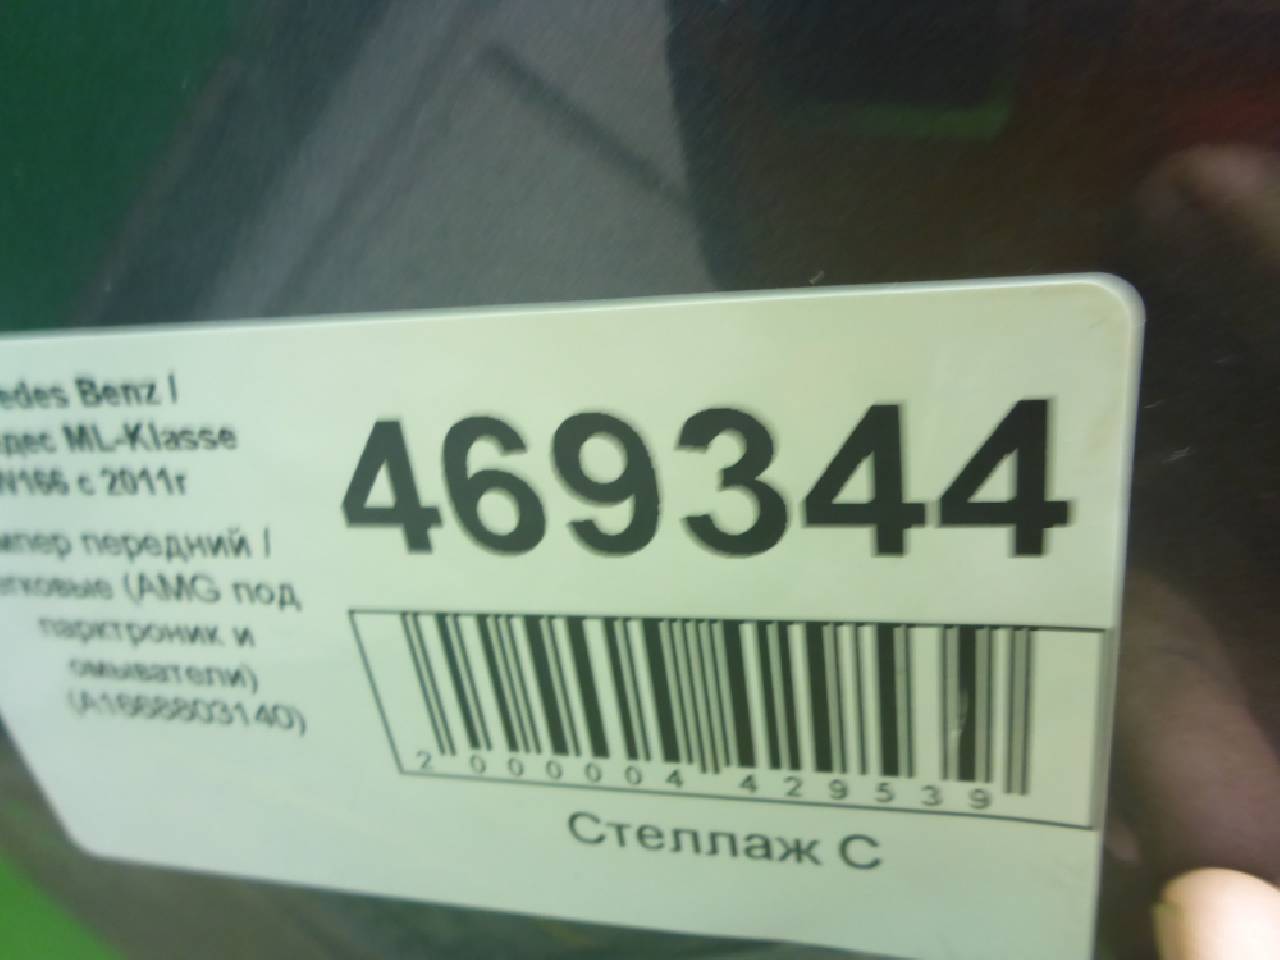 edes Benz /
дес ML-Klasse
W166 с 2011г
мпер передний /
егковые (AMG под
парктроник и
омыватели)
(A1668803140)
469344
2 000004 429539
Стеллаж С